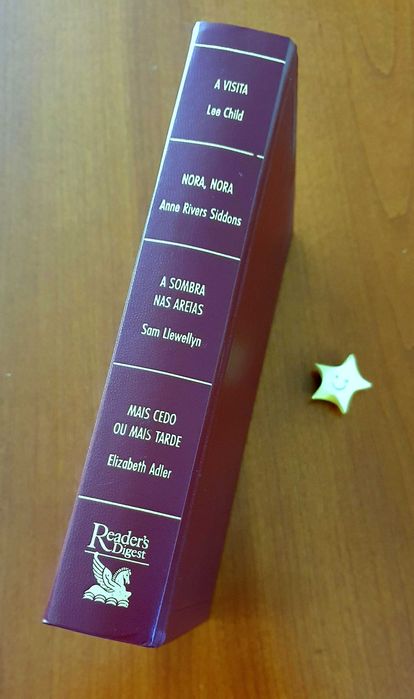 A VISITA
Lee Child
NORA, NORA
Anne Rivers Siddons
A SOMBRA
NAS AREIAS
Sam Llewellyn
MAIS CEDO
OU MAIS TARDE
Elizabeth Adler
Reader's
Digest